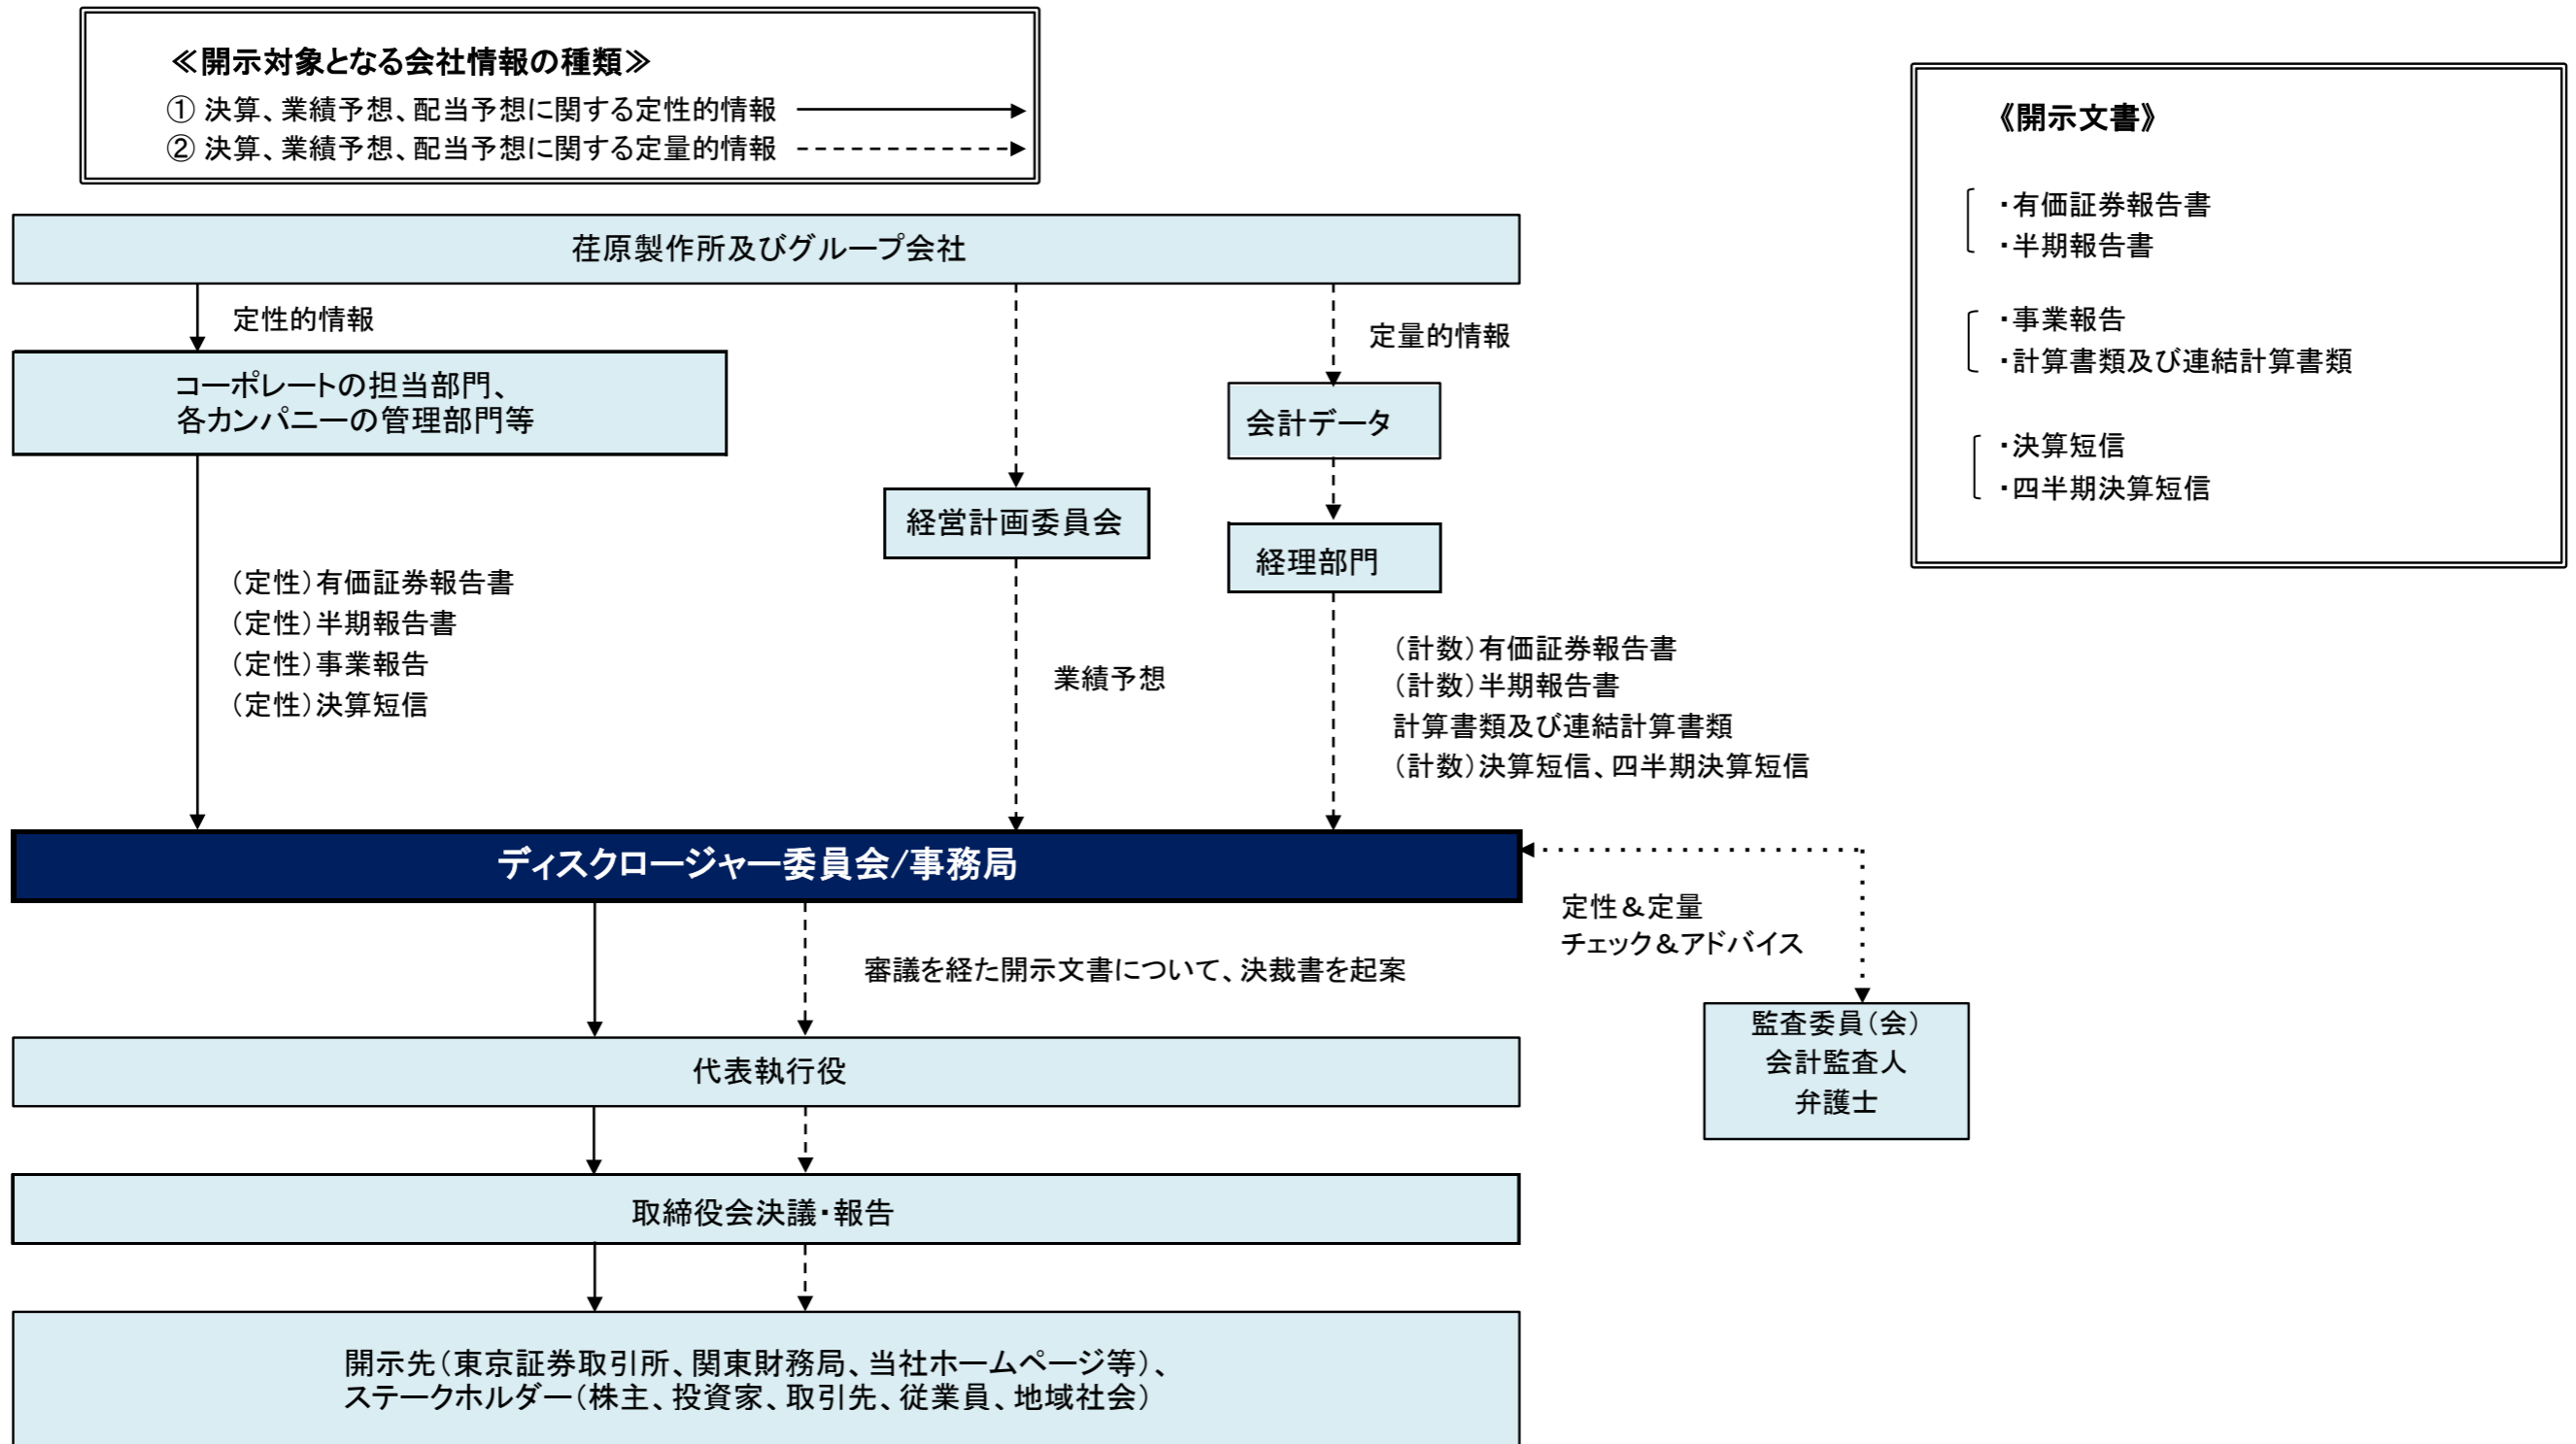 ≪開示対象となる会社情報の種類≫
① 決算、業績予想、配当予想に関する定性的情報
② 決算、業績予想、配当予想に関する定量的情報
《開示文書》
・有価証券報告書
・半期報告書
・事業報告
・計算書類及び連結計算書類
・決算短信
・四半期決算短信
荏原製作所及びグループ会社
定性的情報
定量的情報
コーポレートの担当部門、
各カンパニーの管理部門等
会計データ
経営計画委員会
経理部門
（定性）有価証券報告書
（定性）半期報告書
（定性）事業報告
（定性）決算短信
業績予想
（計数）有価証券報告書
（計数）半期報告書
計算書類及び連結計算書類
（計数）決算短信、四半期決算短信
ディスクロージャー委員会/事務局
定性＆定量
チェック＆アドバイス
審議を経た開示文書について、決裁書を起案
監査委員（会）
会計監査人
弁護士
代表執行役
取締役会決議・報告
開示先（東京証券取引所、関東財務局、当社ホームページ等）、
ステークホルダー（株主、投資家、取引先、従業員、地域社会）